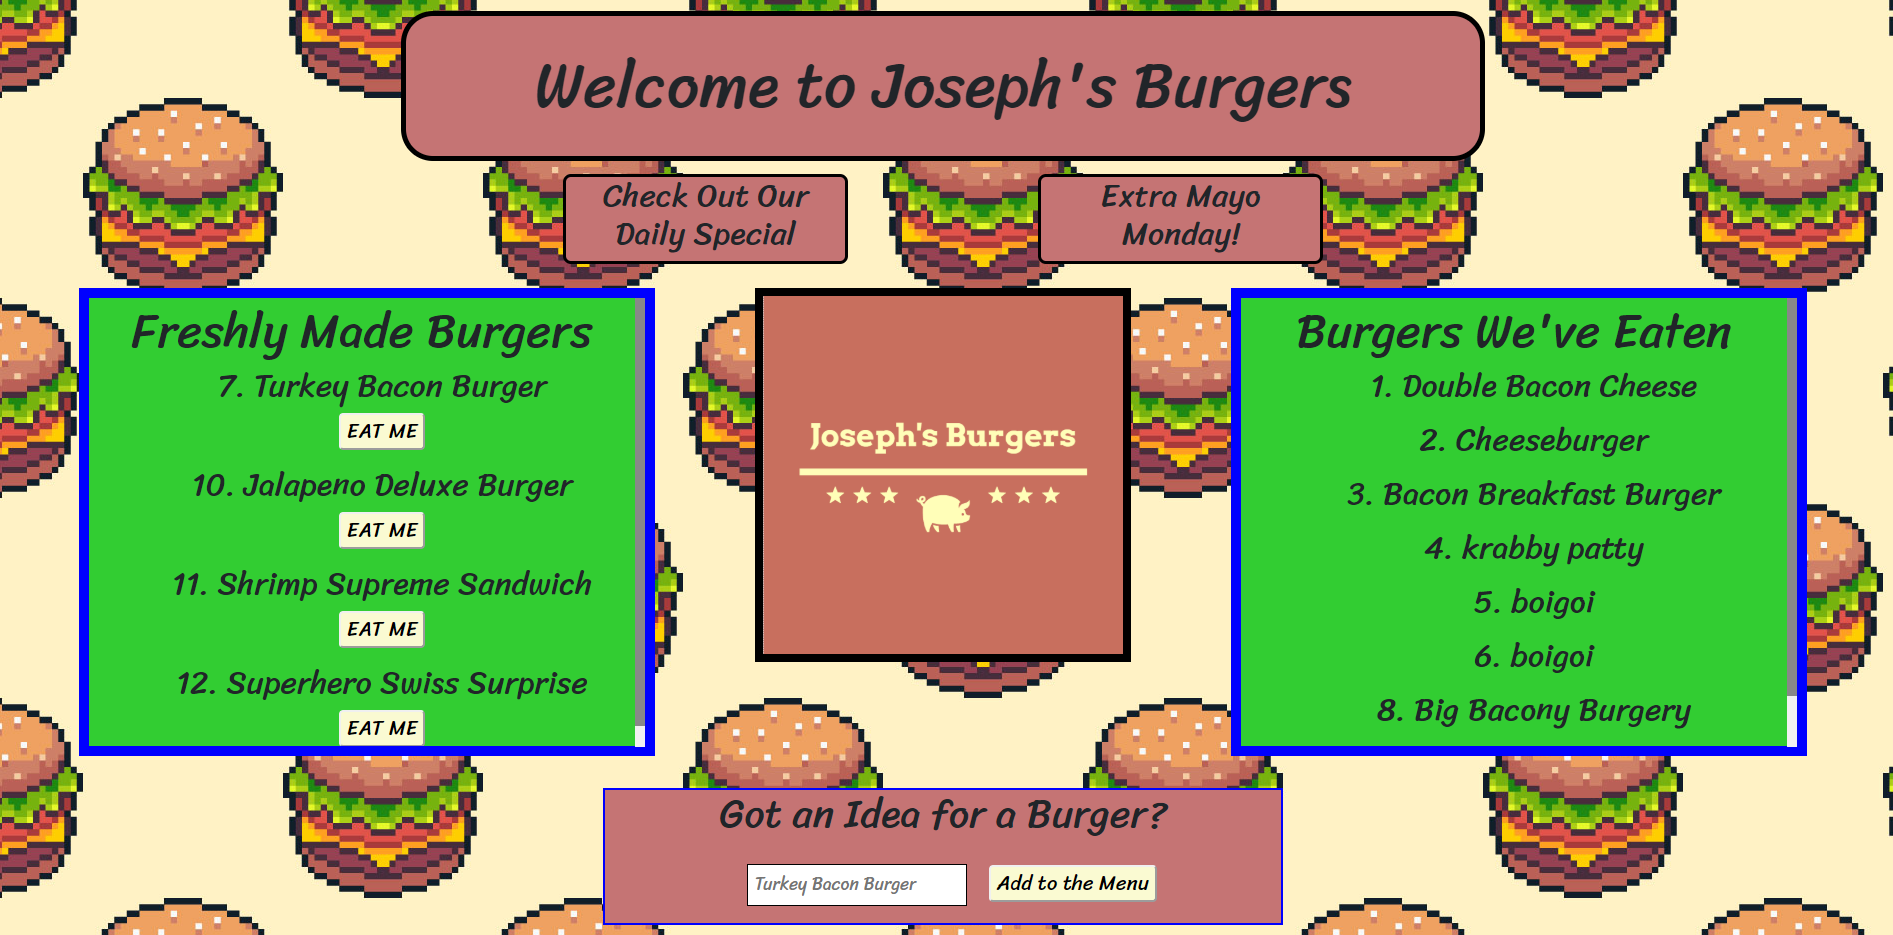 Welcome to Joseph's Burgers
Check Out Our
Daily Special
Extra Mayo
Monday!
Freshly Made Burgers
7. Turkey Bacon Burger
EAT ME
10. Jalapeno Deluxe Burger
EAT ME
11. Shrimp Supreme Sandwich
EAT ME
12. Superhero Swiss Surprise
EAT ME
Joseph's Burgers
Burgers We've Eaten
1. Double Bacon Cheese
2. Cheeseburger
3. Bacon Breakfast Burger
4. krabby patty
5. boigoi
6. boigoi
8. Big Bacony Burgery
Got an Idea for a Burger?
Turkey Bacon Burger
Add to the Menu